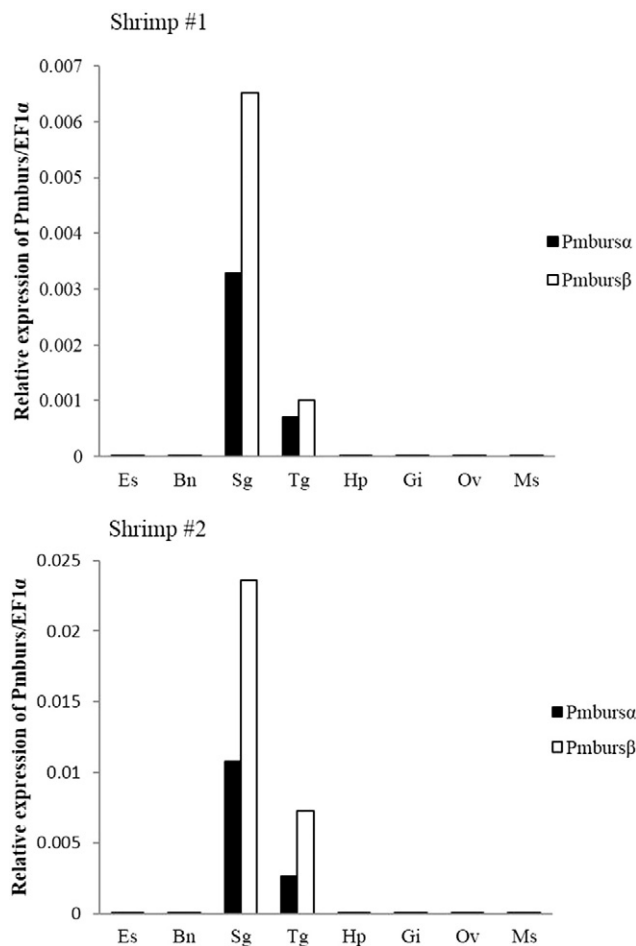 Shrimp #1
Relative expression of Pmburs/EF1α
0.007
0.006
0.005
0.004
0.003
0.002
0.001
0
Es Bn Sg Tg Hp Gi Ov Ms
Pmbursα
Pmbursβ
Shrimp #2
Relative expression of Pmburs/EF1α
0.025
0.02
0.015
0.01
0.005
0
Es Bn Sg Tg Hp Gi Ov Ms
Pmbursα
Pmbursβ